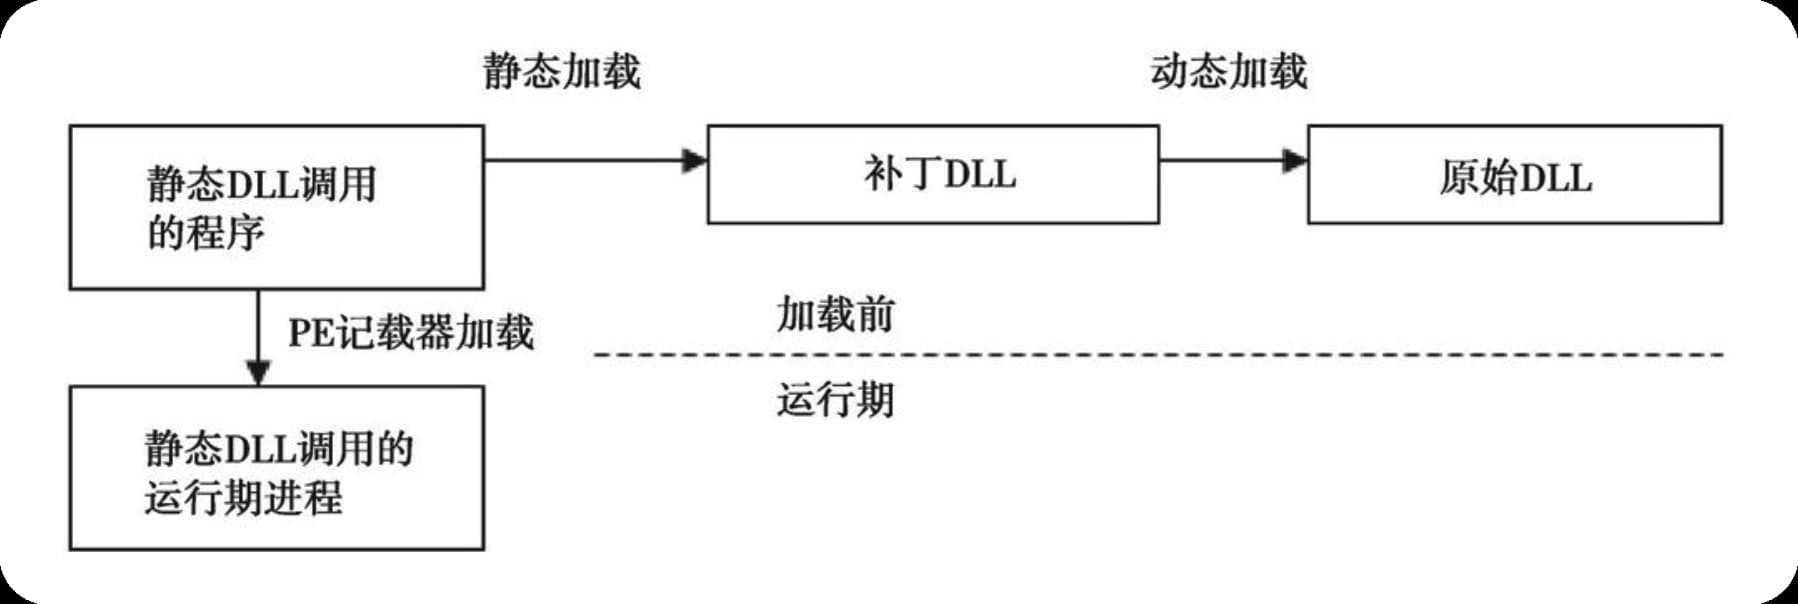 静态加载
动态加载
静态DLL调用
的程序
补丁DLL
原始DLL
PE记载器加载
加载前
运行期
静态DLL调用的
运行期进程